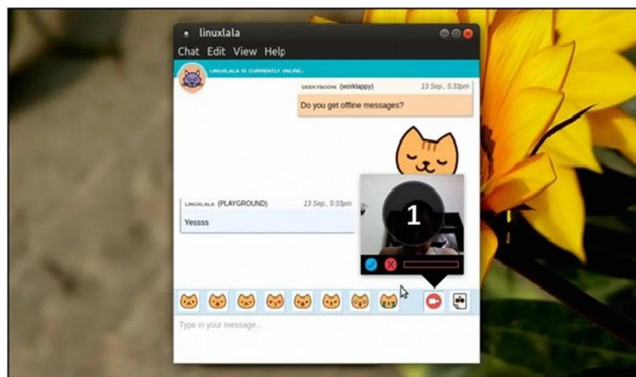 linuxlala
Chat Edit View Help
LINUXLALA IS CURRENTLY ONLINE.
GEEKYBODHI (worklappy) 13 Sep., 5:33pm
Do you get offline messages?
LINUXLALA (PLAYGROUND) 13 Sep., 5:33pm
Yessss
1
Type in your message...